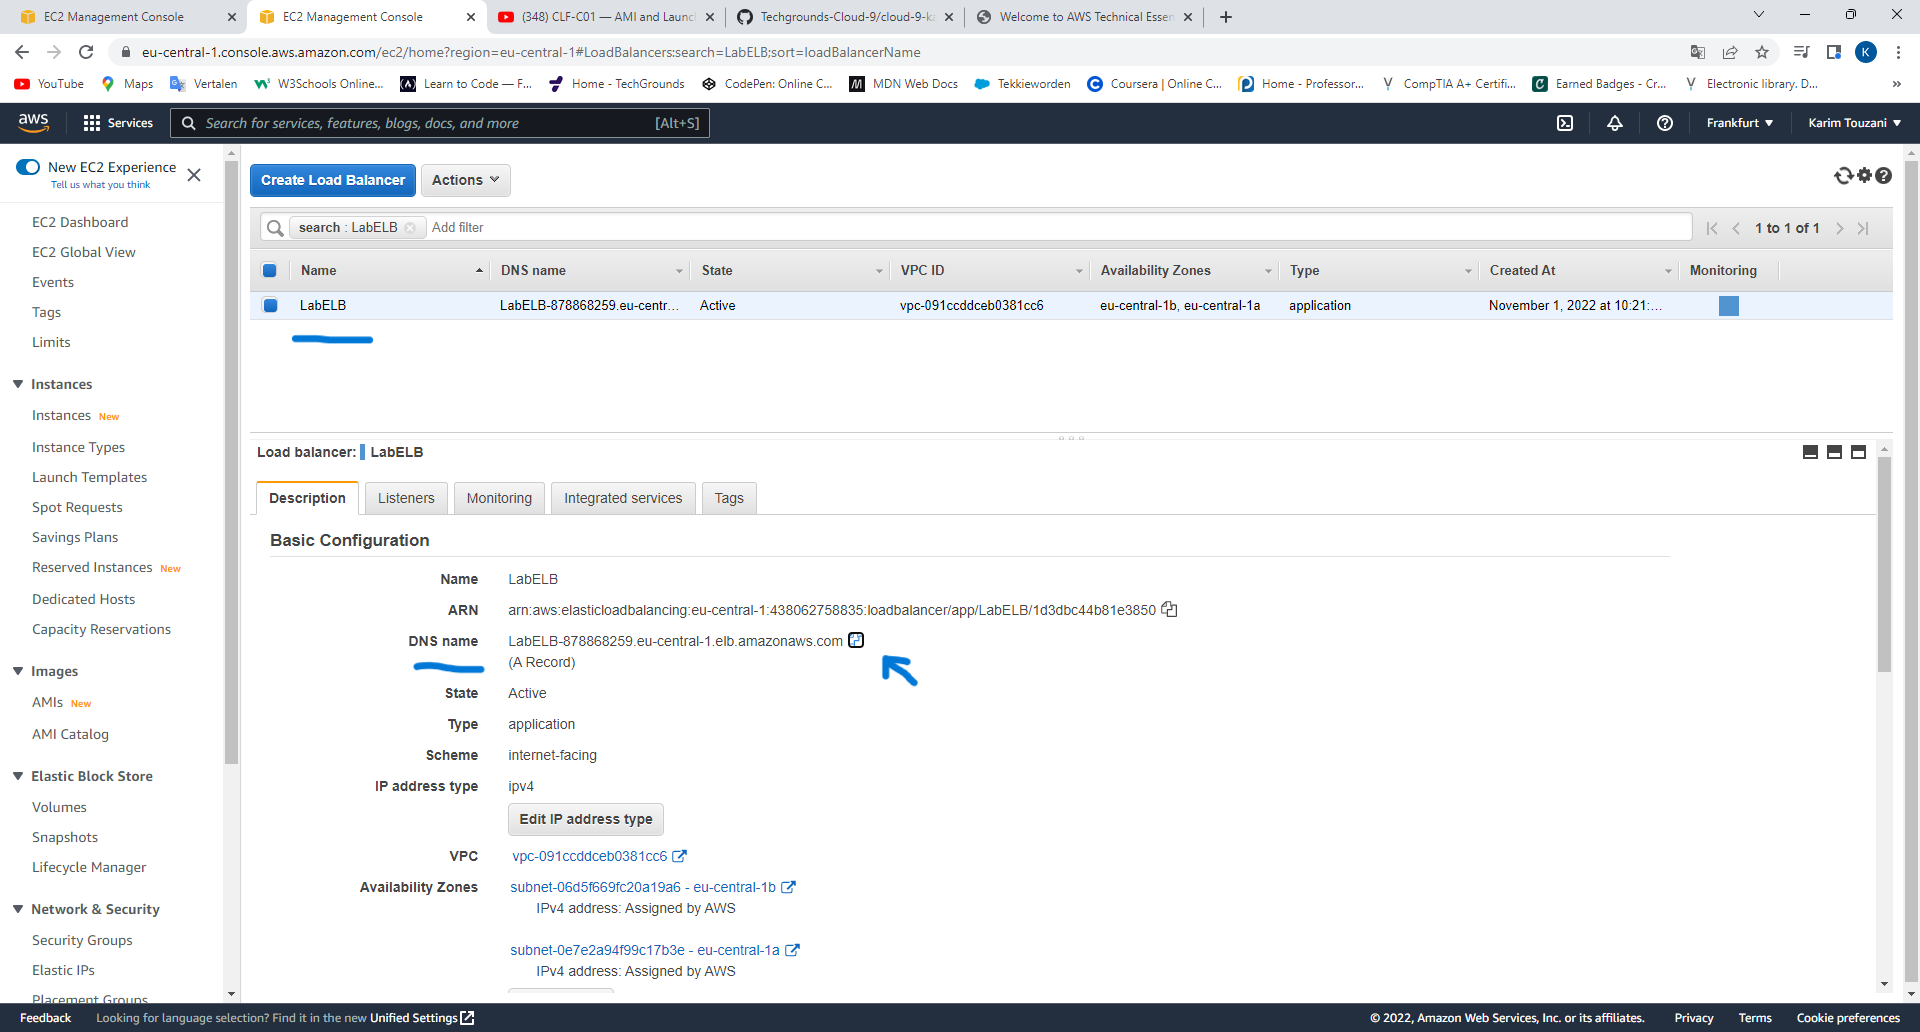 EC2 Management Console
EC2 Management Console
(348) CLF-C01 — AMI and Launc
Techgrounds-Cloud-9/cloud-9-ka
Welcome to AWS Technical Essen
eu-central-1.console.aws.amazon.com/ec2/home?region=eu-central-1#LoadBalancers:search=LabELB;sort=loadBalancerName
K
YouTube
Maps
Vertalen
W3Schools Online...
Learn to Code — F...
Home - TechGrounds
CodePen: Online C...
MDN Web Docs
Tekkieworden
Coursera | Online C...
Home - Professor...
CompTIA A+ Certifi...
Earned Badges - Cr...
Electronic library. D...
»
aws
Services
Search for services, features, blogs, docs, and more
[Alt+S]
Frankfurt
Karim Touzani
New EC2 Experience
Tell us what you think
EC2 Dashboard
EC2 Global View
Events
Tags
Limits
Instances
Instances New
Instance Types
Launch Templates
Spot Requests
Savings Plans
Reserved Instances New
Dedicated Hosts
Capacity Reservations
Images
AMIs New
AMI Catalog
Elastic Block Store
Volumes
Snapshots
Lifecycle Manager
Network & Security
Security Groups
Elastic IPs
Placement Groups
Create Load Balancer
Actions
search : LabELB
Add filter
1 to 1 of 1
Name
DNS name
State
VPC ID
Availability Zones
Type
Created At
Monitoring
LabELB
LabELB-878868259.eu-centr...
Active
vpc-091ccddceb0381cc6
eu-central-1b, eu-central-1a
application
November 1, 2022 at 10:21:...
Load balancer: LabELB
Description
Listeners
Monitoring
Integrated services
Tags
Basic Configuration
Name LabELB
ARN arn:aws:elasticloadbalancing:eu-central-1:438062758835:loadbalancer/app/LabELB/1d3dbc44b81e3850
DNS name LabELB-878868259.eu-central-1.elb.amazonaws.com
(A Record)
State Active
Type application
Scheme internet-facing
IP address type ipv4
Edit IP address type
VPC vpc-091ccddceb0381cc6
Availability Zones subnet-06d5f669fc20a19a6 - eu-central-1b
IPv4 address: Assigned by AWS
subnet-0e7e2a94f99c17b3e - eu-central-1a
IPv4 address: Assigned by AWS
Feedback
Looking for language selection? Find it in the new Unified Settings
© 2022, Amazon Web Services, Inc. or its affiliates.
Privacy
Terms
Cookie preferences